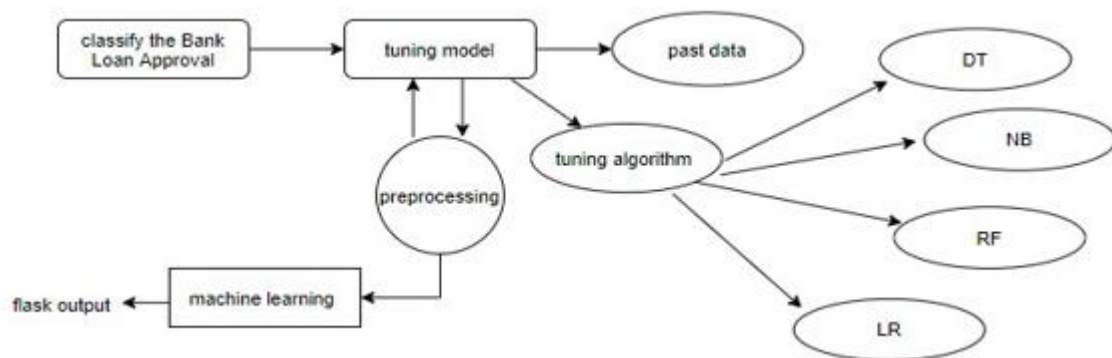 classify the Bank
Loan Approval
tuning model
past data
DT
NB
tuning algorithm
preprocessing
RF
machine learning
flask output
LR